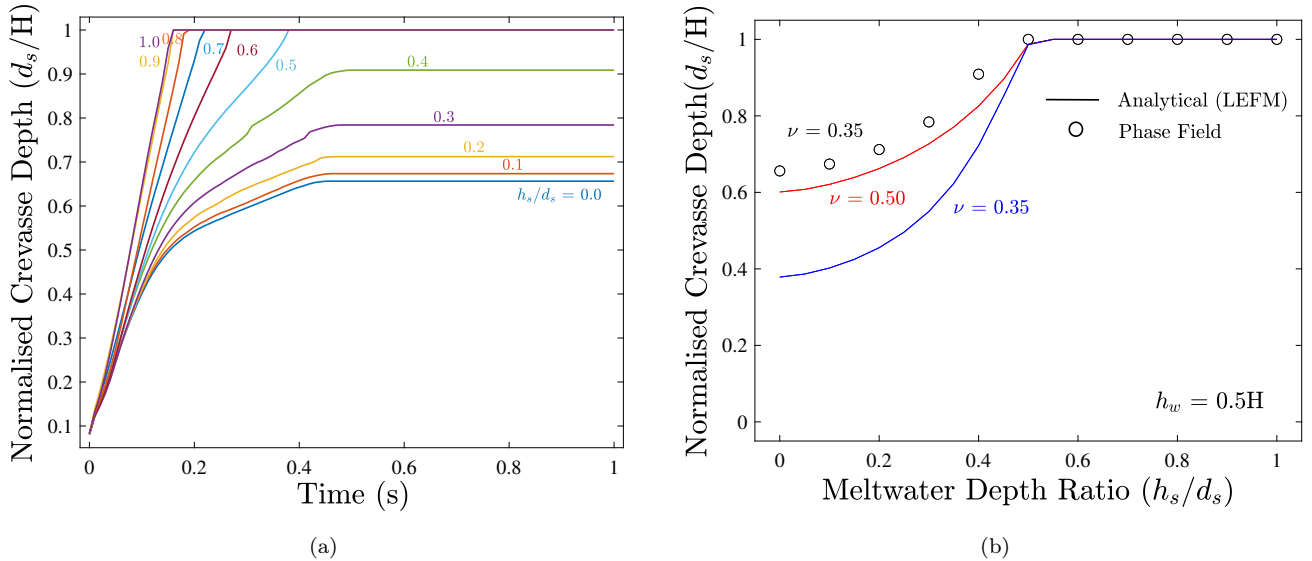 Normalised Crevasse Depth (d_s/H)
1
0.9
0.8
0.7
0.6
0.5
0.4
0.3
0.2
0.1
1.0
0.8
0.9
0.7
0.6
0.5
0.4
0.3
0.2
0.1
h_s/d_s = 0.0
0 0.2 0.4 0.6 0.8 1
Time (s)
(a)
Normalised Crevasse Depth(d_s/H)
1
0.8
0.6
0.4
0.2
0
Analytical (LEFM)
Phase Field
ν = 0.35
ν = 0.50
ν = 0.35
h_w = 0.5H
0 0.2 0.4 0.6 0.8 1
Meltwater Depth Ratio (h_s/d_s)
(b)